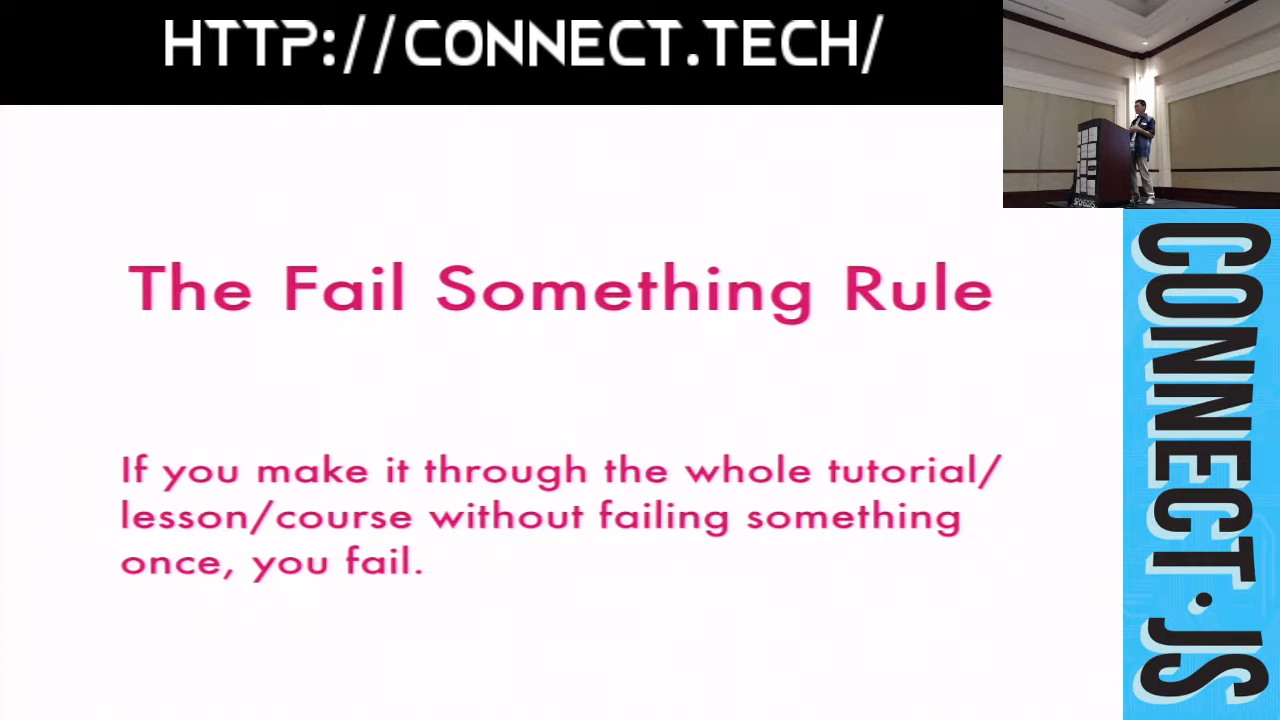 HTTP://CONNECT.TECH/
The Fail Something Rule
If you make it through the whole tutorial/
lesson/course without failing something
once, you fail.
CONNECT.JS
SPONSORS